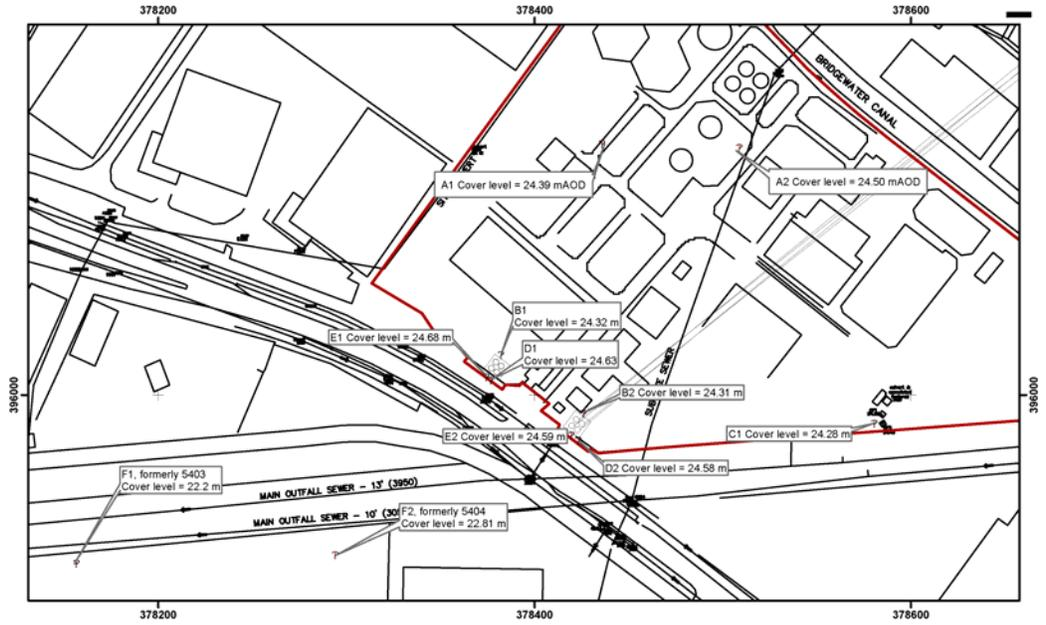 378200
378400
378600
BRIDGEWATER CANAL
A1 Cover level = 24.39 mAOD
A2 Cover level = 24.50 mAOD
B1
Cover level = 24.32 m
E1 Cover level = 24.68 m
D1
Cover level = 24.63
B2 Cover level = 24.31 m
396000
396000
SEWER
C1 Cover level = 24.28 m
E2 Cover level = 24.59 m
D2 Cover level = 24.58 m
F1, formerly 5403
Cover level = 22.2 m
MAIN OUTFALL SEWER - 13' (3950)
MAIN OUTFALL SEWER - 10'
F2, formerly 5404
Cover level = 22.81 m
378200
378400
378600